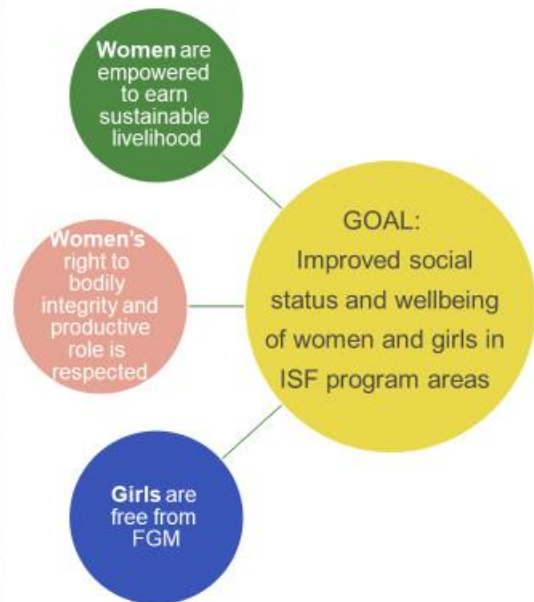 Women are
empowered
to earn
sustainable
livelihood
Women's
right to
bodily
integrity and
productive
role is
respected
Girls are
free from
FGM
GOAL:
Improved social
status and wellbeing
of women and girls in
ISF program areas